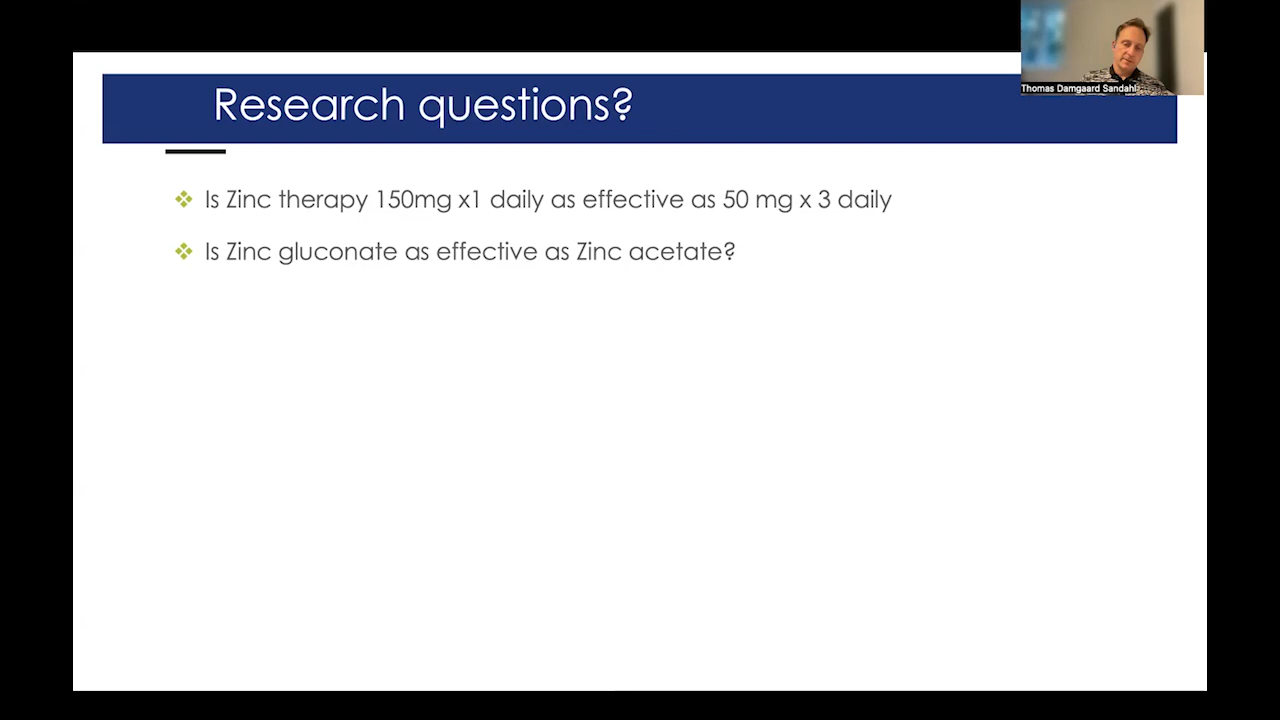 Research questions?
Thomas Damgaard Sandahl
Is Zinc therapy 150mg x1 daily as effective as 50 mg x 3 daily
Is Zinc gluconate as effective as Zinc acetate?